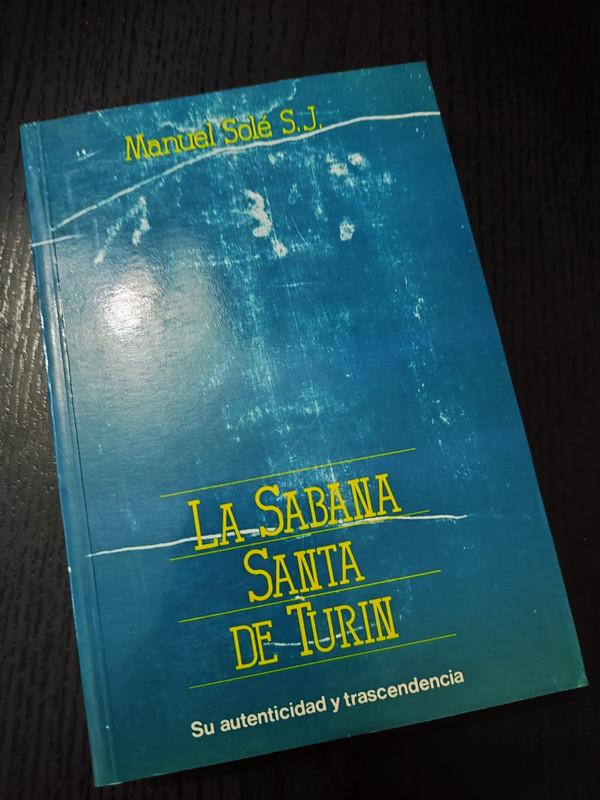 Manuel Solé S.J.
LA SABANA
SANTA
DE TURIN
Su autenticidad y trascendencia